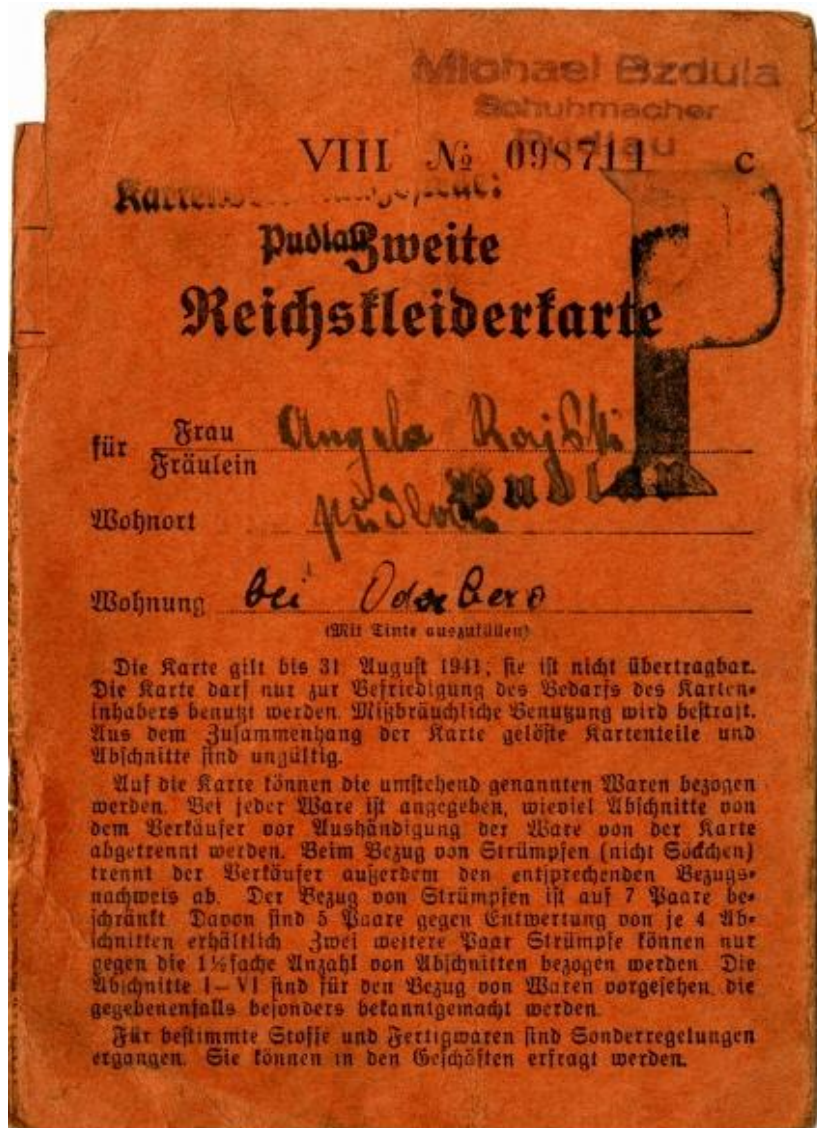 Michael Bzdula
Schuhmacher
Pudlau
VIII № 098711 c
Pudlau
Zweite
Reichskleiderkarte
P
für Frau Angela Rajski
Fräulein
Pudlau
Wohnort Pudlau
Wohnung bei Oderberg
(Mit Tinte auszufüllen)
Die Karte gilt bis 31 August 1941, sie ist nicht übertragbar.
Die Karte darf nur zur Befriedigung des Bedarfs des Karten-
inhabers benutzt werden. Mißbräuchliche Benutzung wird bestraft.
Aus dem Zusammenhang der Karte gelöste Kartenteile und
Abschnitte sind ungültig.
Auf die Karte können die umstehend genannten Waren bezogen
werden. Bei jeder Ware ist angegeben, wieviel Abschnitte von
dem Verkäufer vor Aushändigung der Ware von der Karte
abgetrennt werden. Beim Bezug von Strümpfen (nicht Söckchen)
trennt der Verkäufer außerdem den entsprechenden Bezugs-
nachweis ab. Der Bezug von Strümpfen ist auf 7 Paare be-
schränkt Davon sind 5 Paare gegen Entwertung von je 4 Ab-
schnitten erhältlich Zwei weitere Paar Strümpfe können nur
gegen die 1½fache Anzahl von Abschnitten bezogen werden. Die
Abschnitte I–VI sind für den Bezug von Waren vorgesehen, die
gegebenenfalls besonders bekanntgemacht werden.
Für bestimmte Stoffe und Fertigwaren sind Sonderregelungen
ergangen. Sie können in den Geschäften erfragt werden.